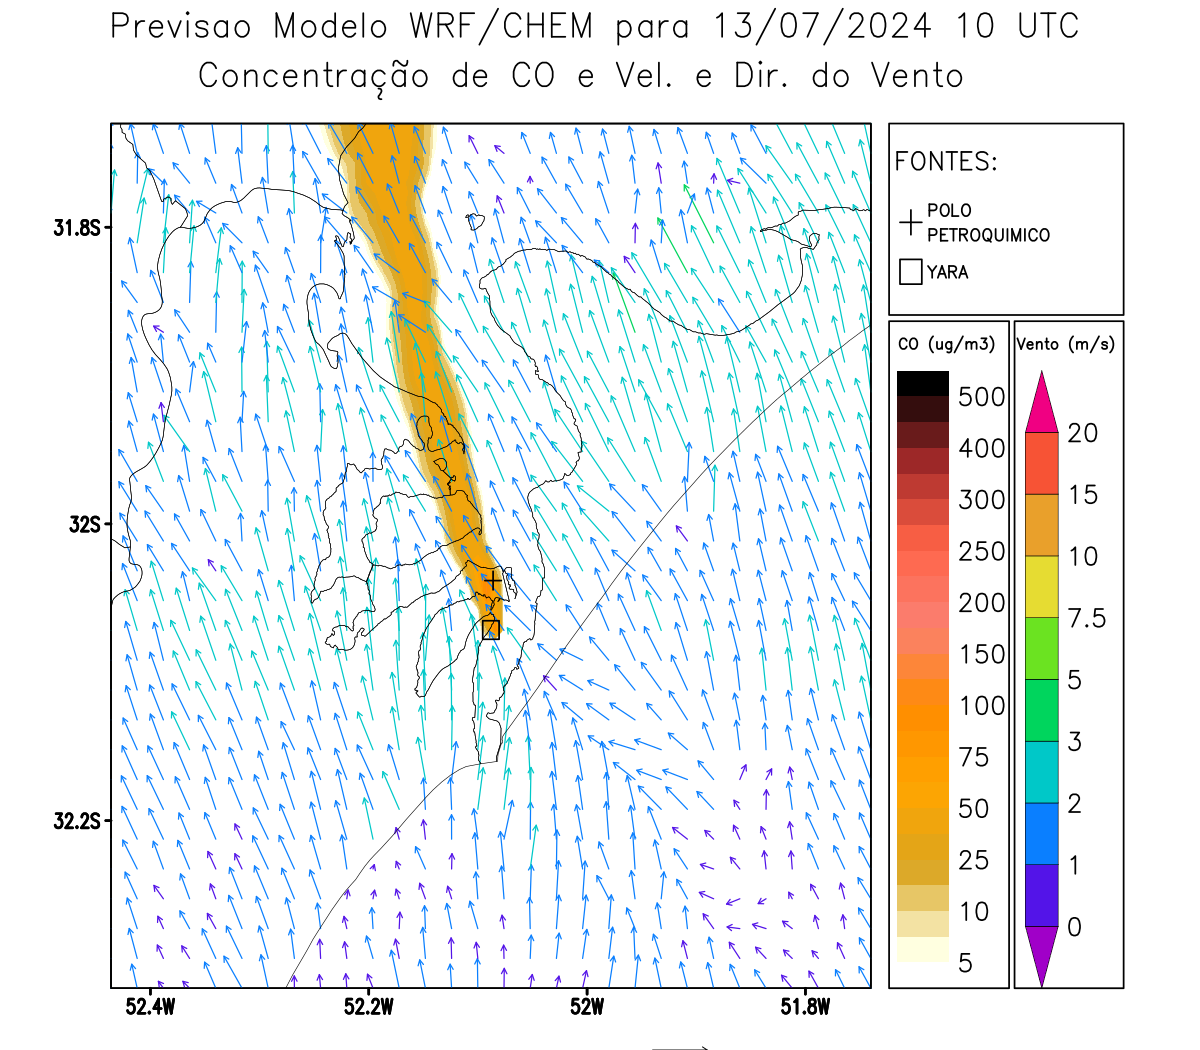 Previsao Modelo WRF/CHEM para 13/07/2024 10 UTC
Concentração de CO e Vel. e Dir. do Vento
FONTES:
POLO
PETROQUIMICO
YARA
CO (ug/m3)
500
400
300
250
200
150
100
75
50
25
10
5
Vento (m/s)
20
15
10
7.5
5
3
2
1
0
31.8S
32S
32.2S
52.4W
52.2W
52W
51.8W